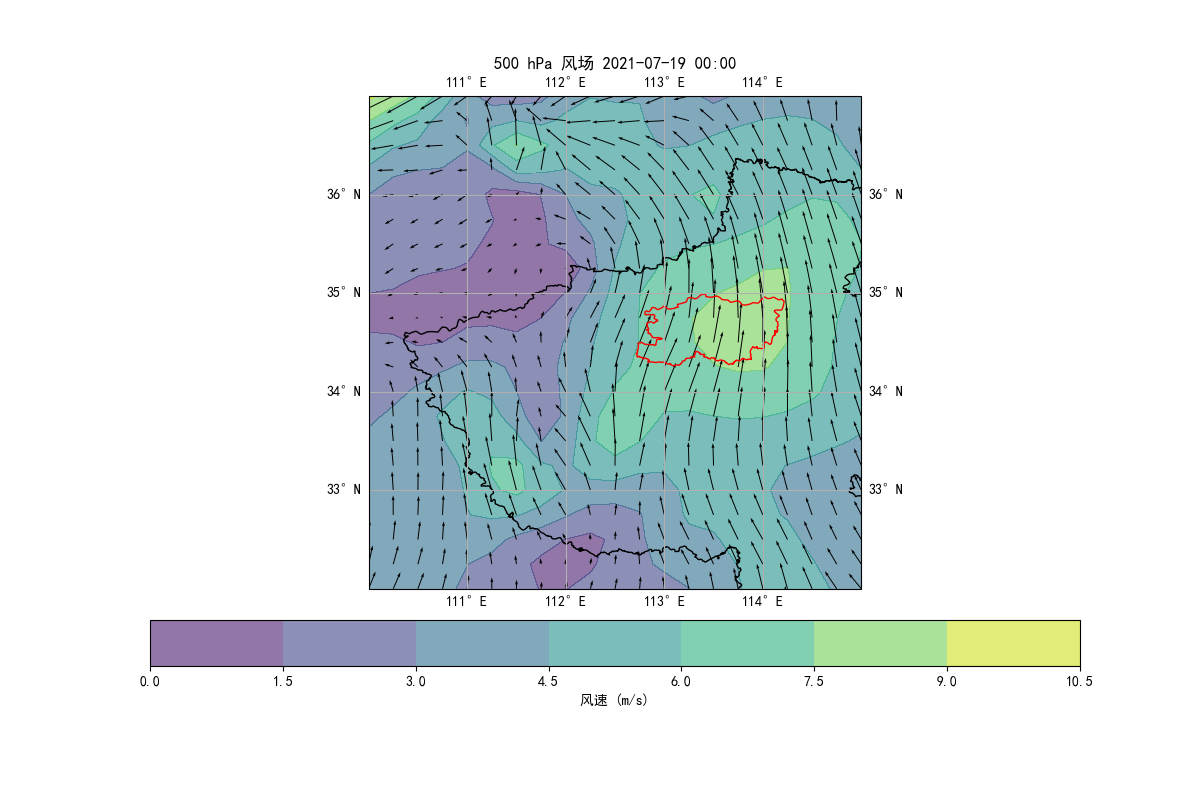 500 hPa 风场 2021-07-19 00:00
111° E 112° E 113° E 114° E
36° N 36° N
35° N 35° N
34° N 34° N
33° N 33° N
111° E 112° E 113° E 114° E
0.0 1.5 3.0 4.5 6.0 7.5 9.0 10.5
风速 (m/s)